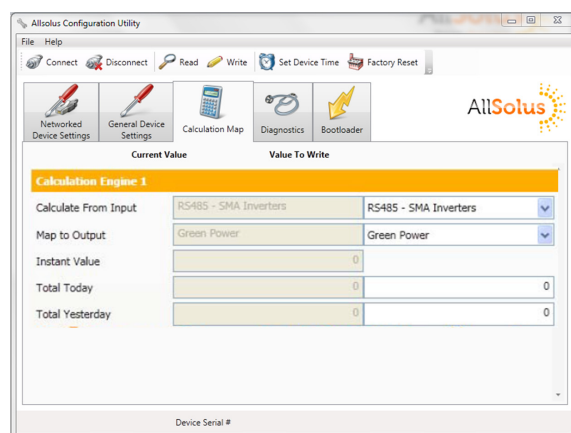 Allsolus Configuration Utility
File Help
Connect Disconnect Read Write Set Device Time Factory Reset
Networked Device Settings General Device Settings Calculation Map Diagnostics Bootloader
AllSolus
Current Value Value To Write
Calculation Engine 1
Calculate From Input RS485 - SMA Inverters RS485 - SMA Inverters
Map to Output Green Power Green Power
Instant Value 0
Total Today 0 0
Total Yesterday 0 0
Device Serial #